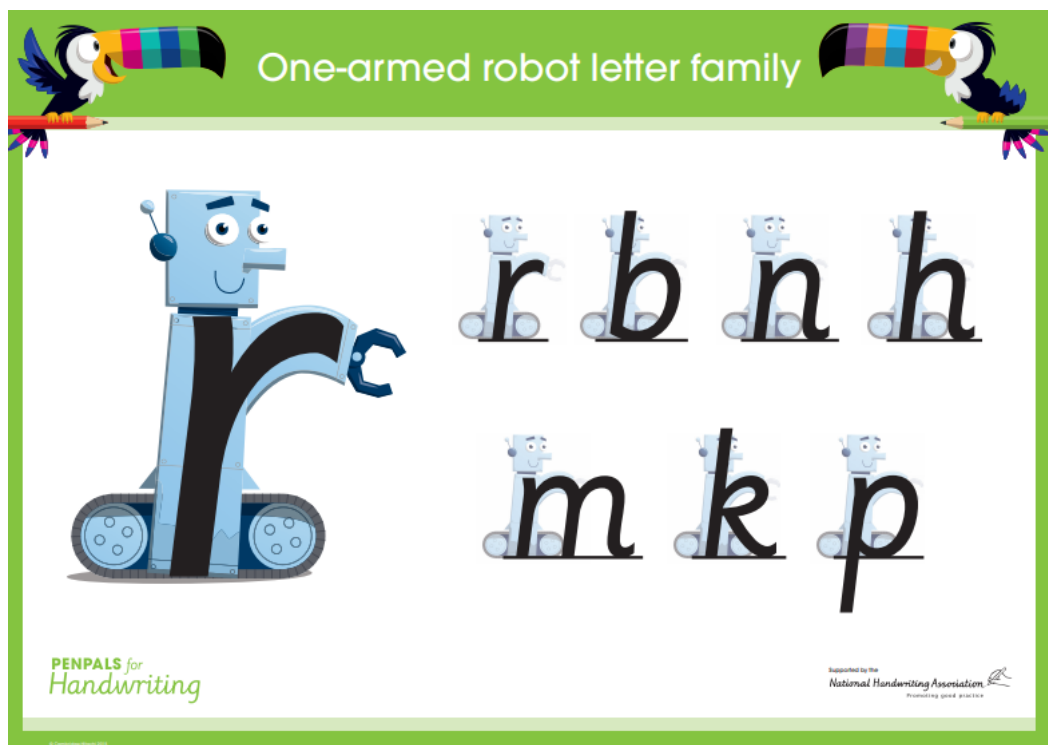 One-armed robot letter family
r
r b n h
m k p
PENPALS for
Handwriting
Supported by the
National Handwriting Association
Promoting good practice